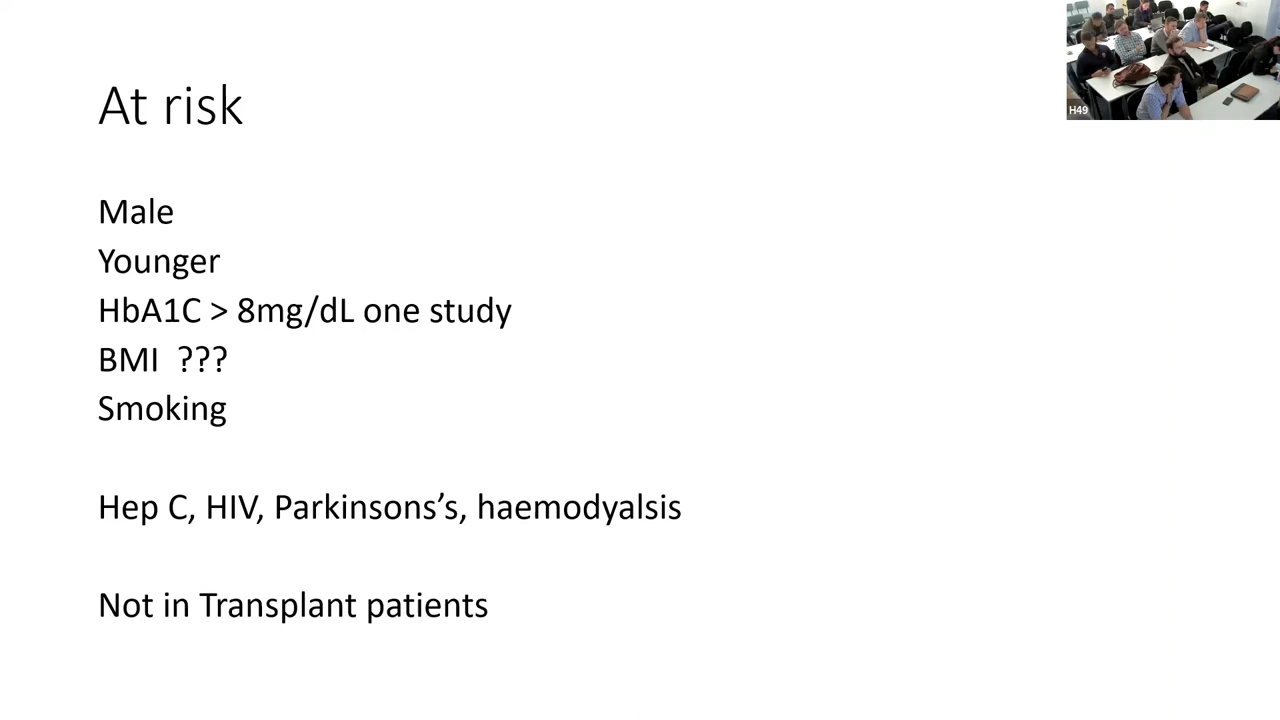 At risk
H49
Male
Younger
HbA1C > 8mg/dL one study
BMI ???
Smoking
Hep C, HIV, Parkinsons’s, haemodyalsis
Not in Transplant patients